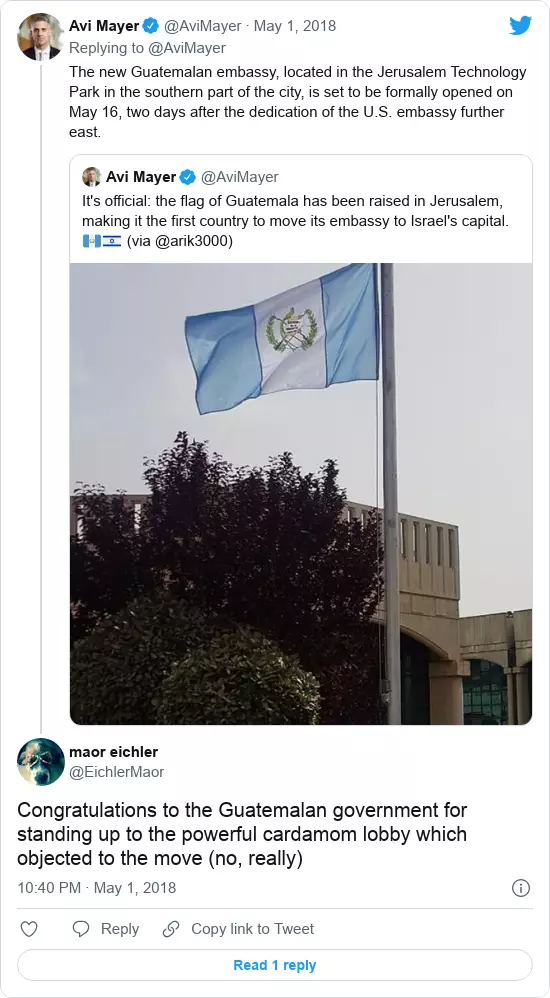 Avi Mayer @AviMayer · May 1, 2018
Replying to @AviMayer
The new Guatemalan embassy, located in the Jerusalem Technology
Park in the southern part of the city, is set to be formally opened on
May 16, two days after the dedication of the U.S. embassy further
east.
Avi Mayer @AviMayer
It's official: the flag of Guatemala has been raised in Jerusalem,
making it the first country to move its embassy to Israel's capital.
🇬🇹🇮🇱 (via @arik3000)
maor eichler
@EichlerMaor
Congratulations to the Guatemalan government for
standing up to the powerful cardamom lobby which
objected to the move (no, really)
10:40 PM · May 1, 2018
Reply
Copy link to Tweet
Read 1 reply